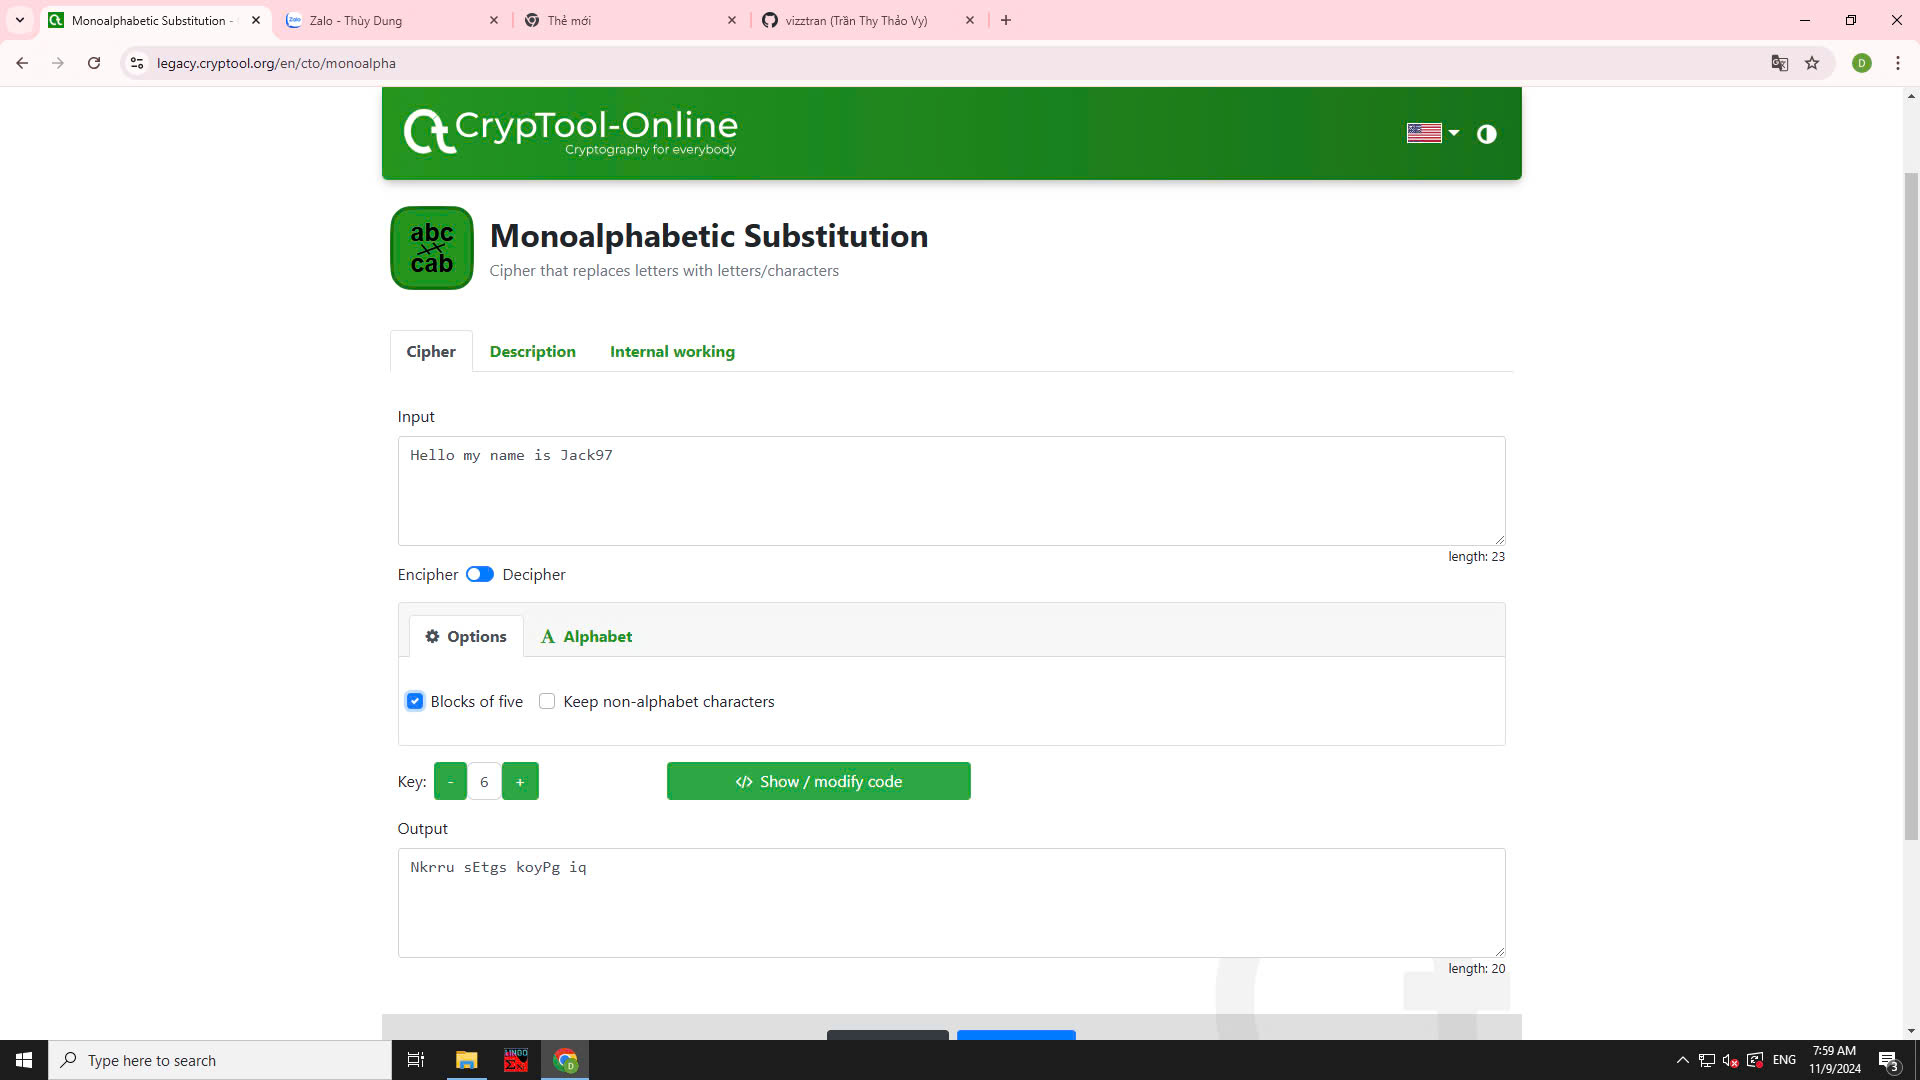 Monoalphabetic Substitution -
Zalo - Thùy Dung
Thẻ mới
vizztran (Trần Thy Thảo Vy)
legacy.cryptool.org/en/cto/monoalpha
D
CrypTool-Online
Cryptography for everybody
abc
cab
Monoalphabetic Substitution
Cipher that replaces letters with letters/characters
Cipher
Description
Internal working
Input
Hello my name is Jack97
length: 23
Encipher
Decipher
Options
A Alphabet
Blocks of five
Keep non-alphabet characters
Key:
-
6
+
</> Show / modify code
Output
Nkrru sEtgs koyPg iq
length: 20
Type here to search
LINGO
D
ENG
7:59 AM
11/9/2024
3